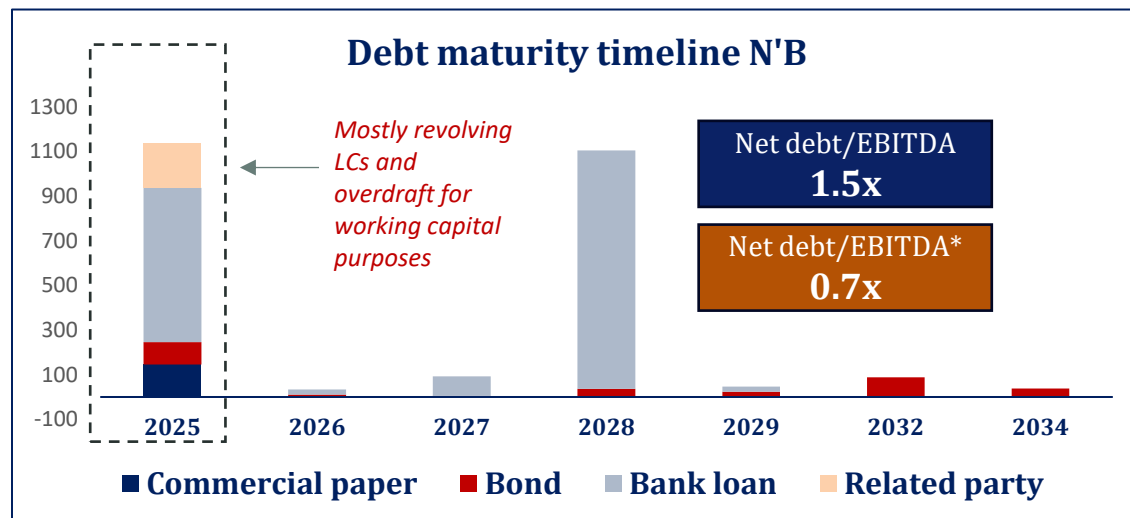 Debt maturity timeline N'B
1300
1100
900
700
500
300
100
-100
Mostly revolving
LCs and
overdraft for
working capital
purposes
Net debt/EBITDA
1.5x
Net debt/EBITDA*
0.7x
2025 2026 2027 2028 2029 2032 2034
Commercial paper Bond Bank loan Related party